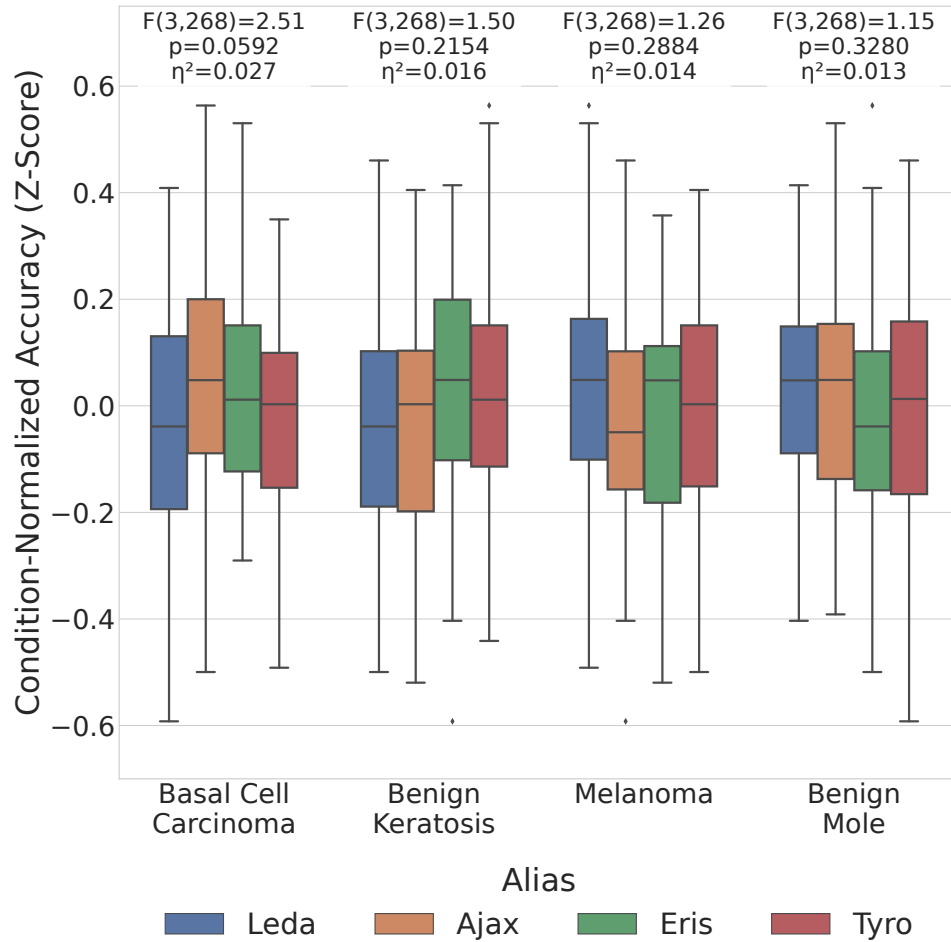 F(3,268)=2.51
p=0.0592
η²=0.027
F(3,268)=1.50
p=0.2154
η²=0.016
F(3,268)=1.26
p=0.2884
η²=0.014
F(3,268)=1.15
p=0.3280
η²=0.013
Condition-Normalized Accuracy (Z-Score)
0.6
0.4
0.2
0.0
−0.2
−0.4
−0.6
Basal Cell
Carcinoma
Benign
Keratosis
Melanoma
Benign
Mole
Alias
Leda
Ajax
Eris
Tyro